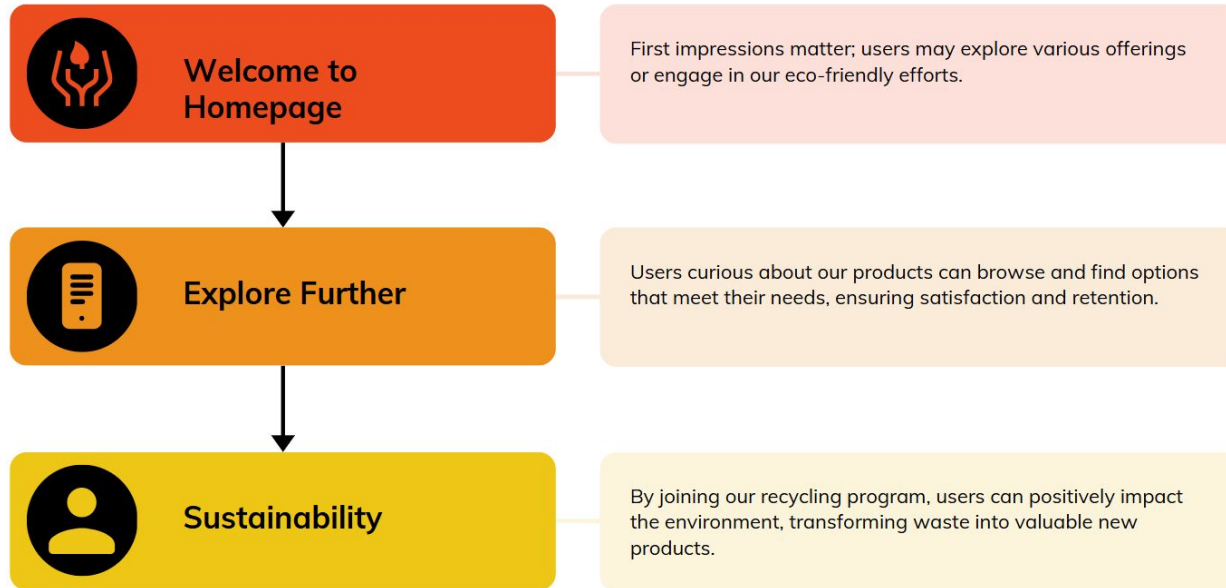 Welcome to
Homepage
First impressions matter; users may explore various offerings
or engage in our eco-friendly efforts.
Explore Further
Users curious about our products can browse and find options
that meet their needs, ensuring satisfaction and retention.
Sustainability
By joining our recycling program, users can positively impact
the environment, transforming waste into valuable new
products.